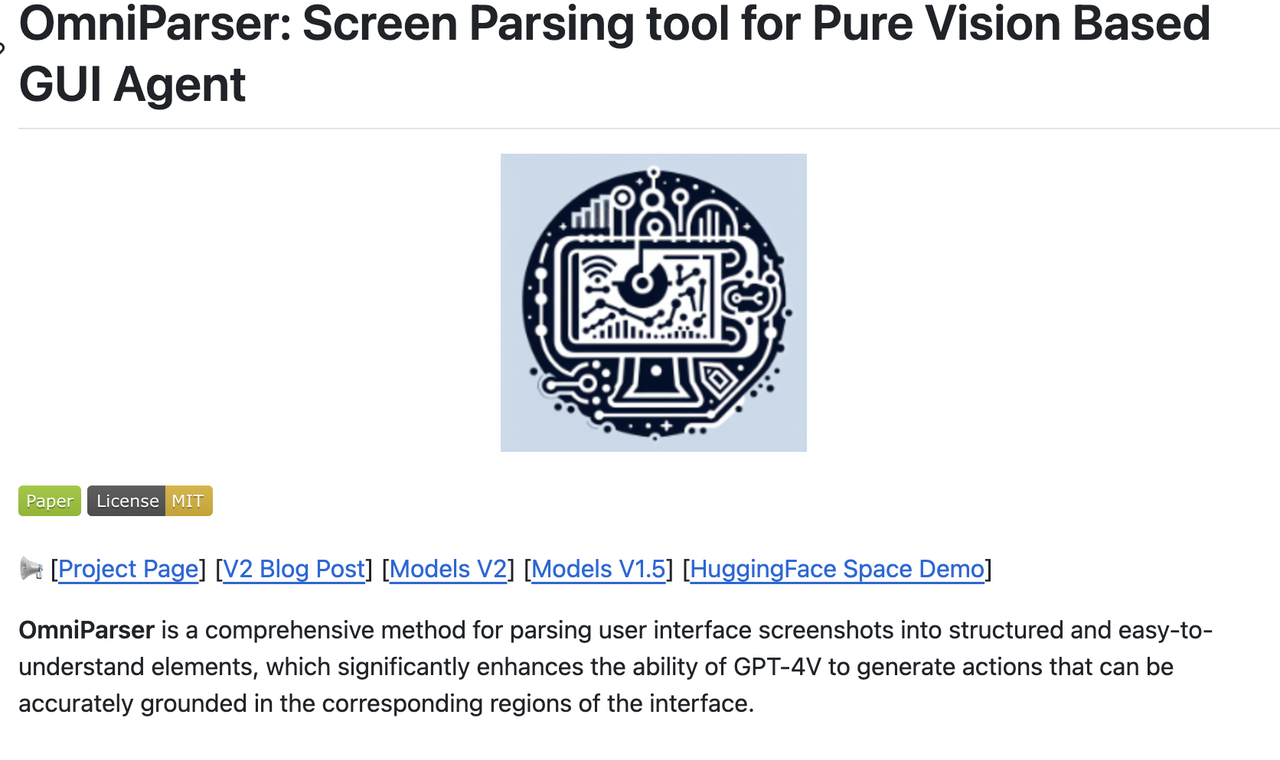 OmniParser: Screen Parsing tool for Pure Vision Based
GUI Agent
Paper License MIT
[Project Page] [V2 Blog Post] [Models V2] [Models V1.5] [HuggingFace Space Demo]
OmniParser is a comprehensive method for parsing user interface screenshots into structured and easy-to-
understand elements, which significantly enhances the ability of GPT-4V to generate actions that can be
accurately grounded in the corresponding regions of the interface.